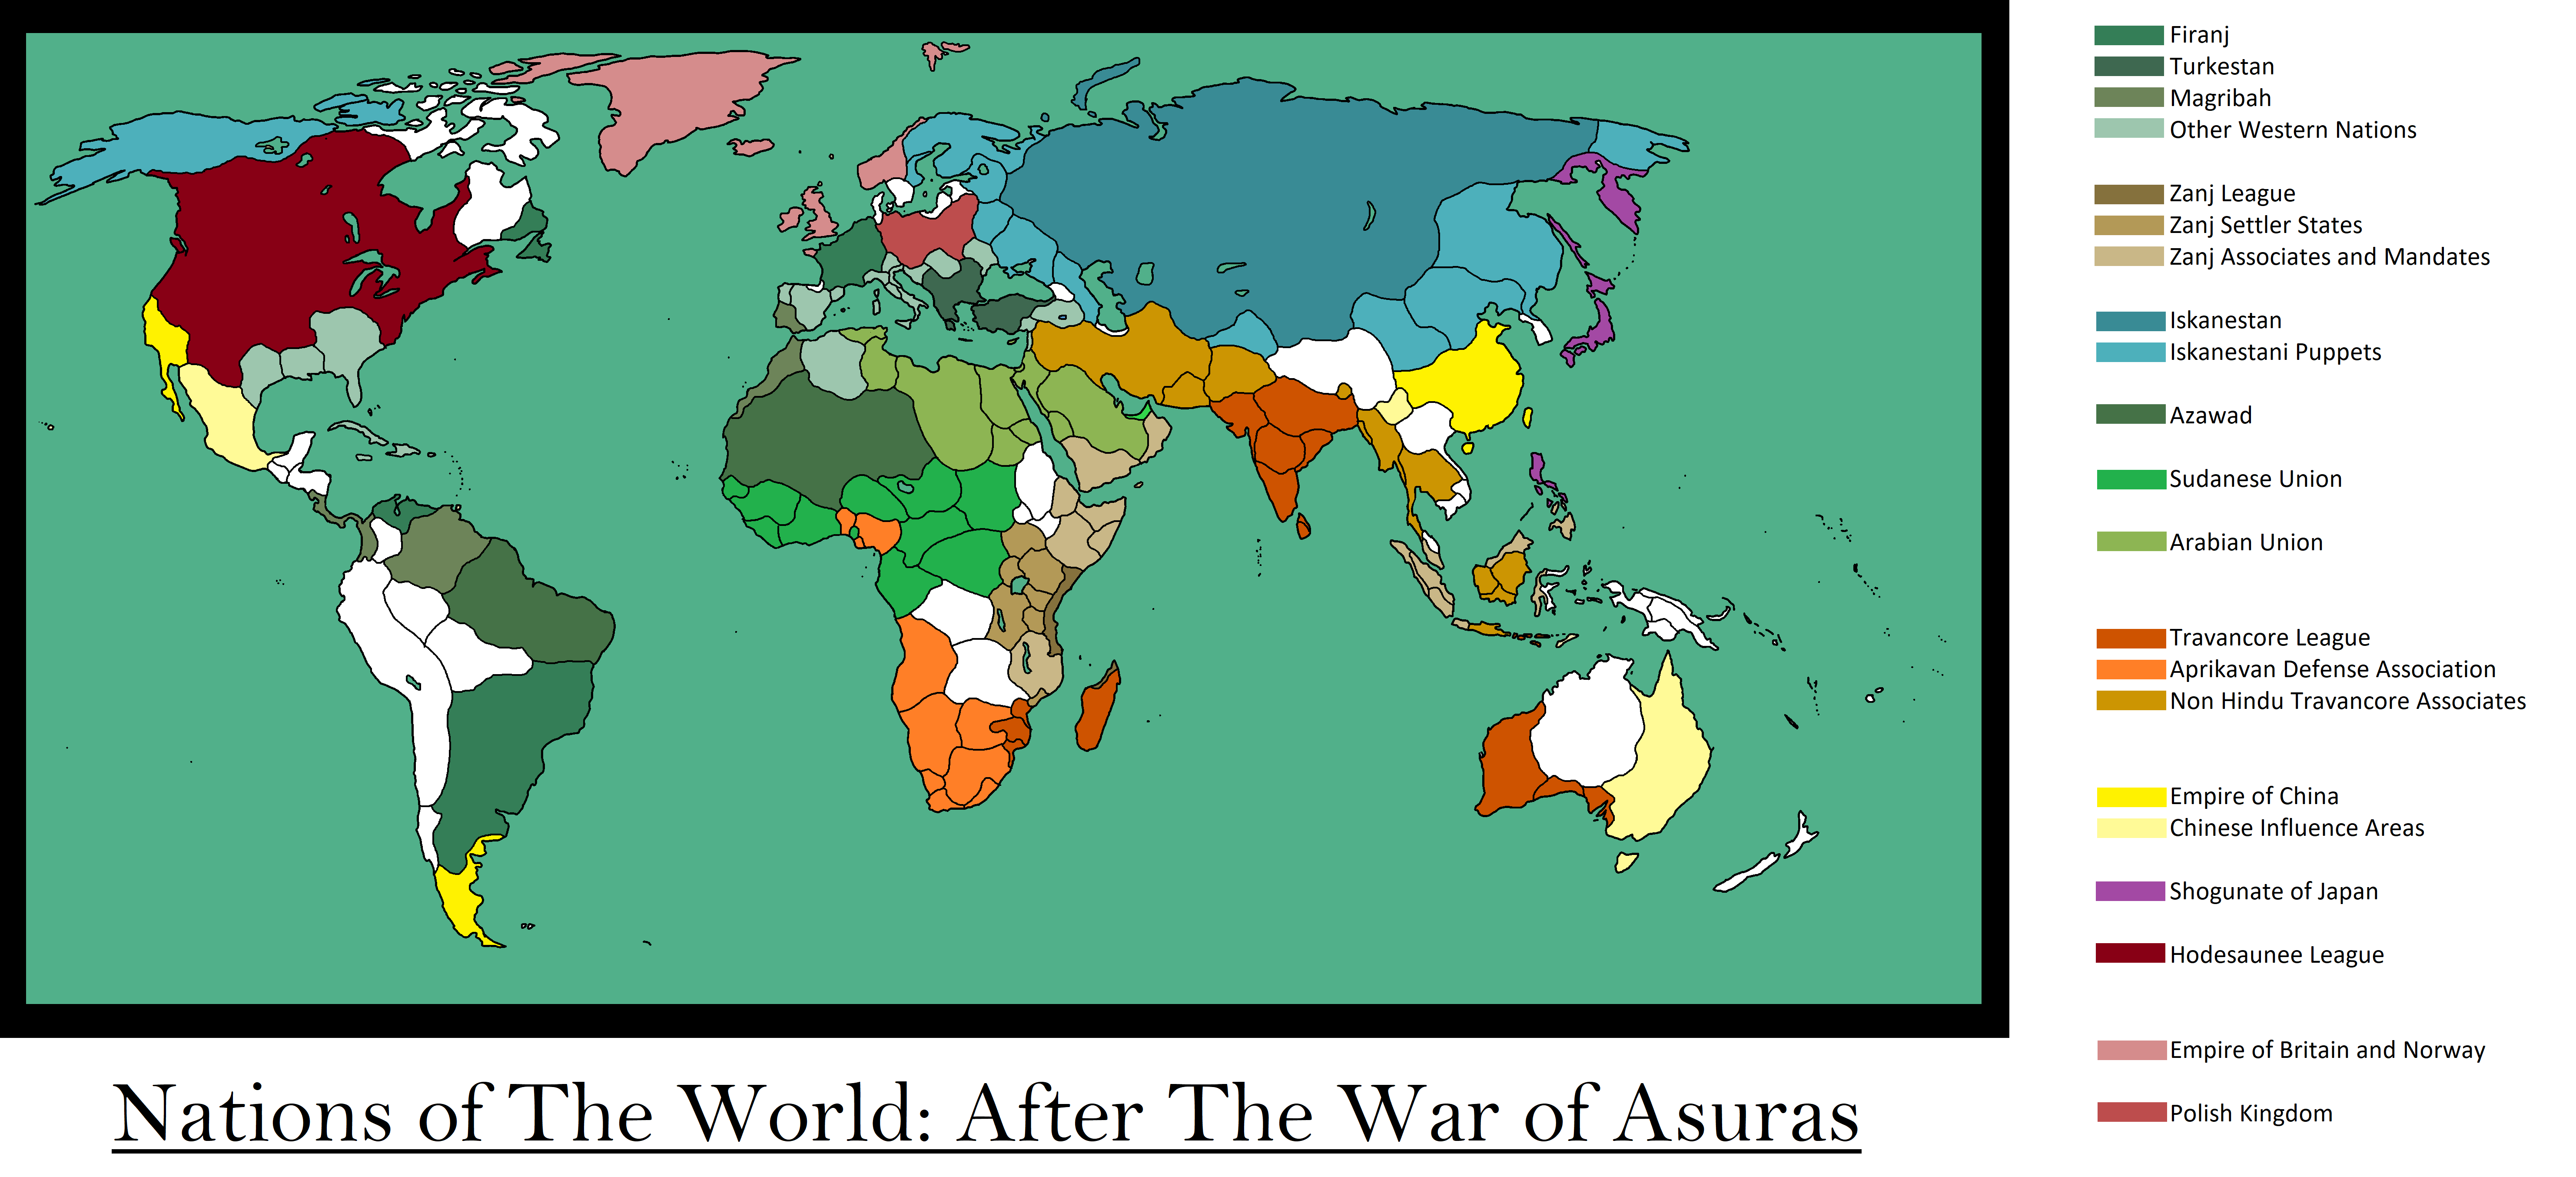 Firanj
Turkestan
Magribah
Other Western Nations
Zanj League
Zanj Settler States
Zanj Associates and Mandates
Iskanestan
Iskanestani Puppets
Azawad
Sudanese Union
Arabian Union
Travancore League
Aprikavan Defense Association
Non Hindu Travancore Associates
Empire of China
Chinese Influence Areas
Shogunate of Japan
Hodesaunee League
Empire of Britain and Norway
Polish Kingdom
Nations of The World: After The War of Asuras